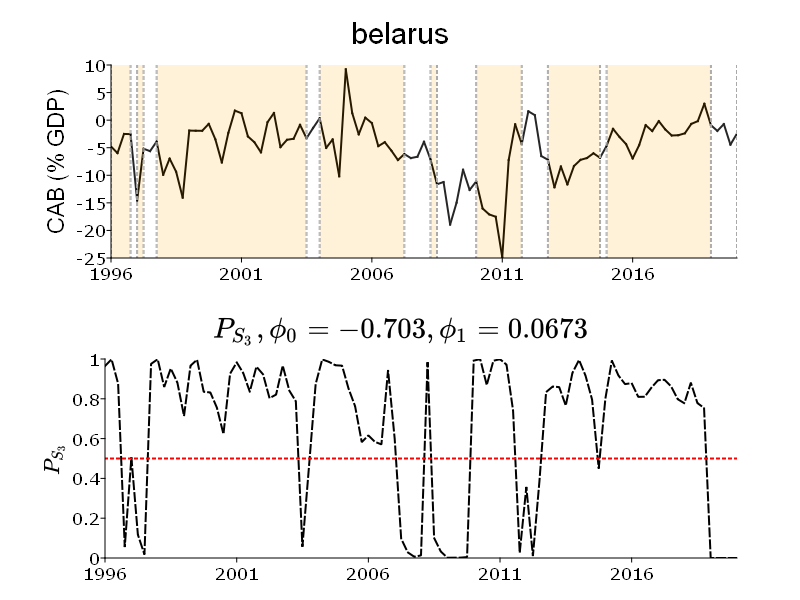 belarus
CAB (% GDP)
10
5
0
-5
-10
-15
-20
-25
1996 2001 2006 2011 2016
P_{S_3}, ϕ_0 = −0.703, ϕ_1 = 0.0673
P_{S_3}
1
0.8
0.6
0.4
0.2
0
1996 2001 2006 2011 2016